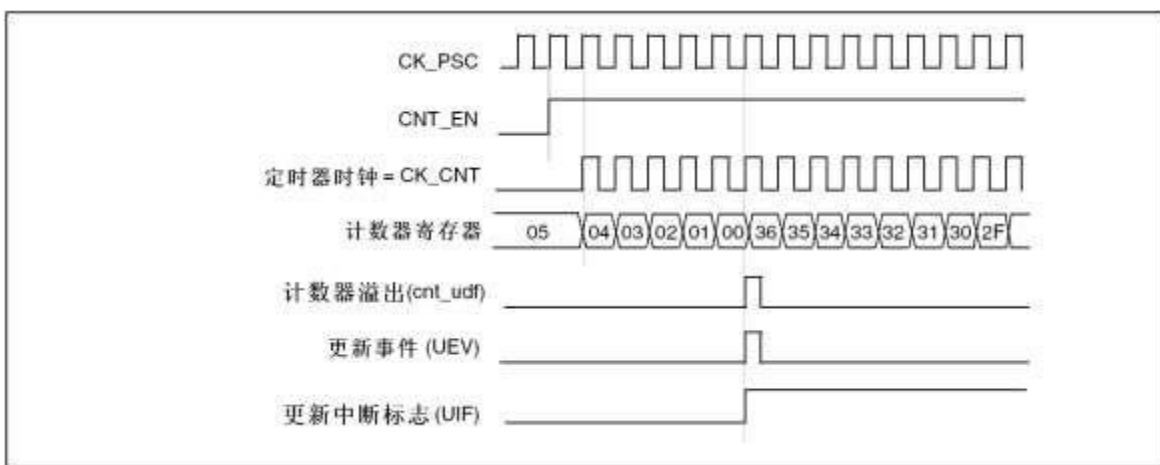 CK_PSC
CNT_EN
定时器时钟 = CK_CNT
计数器寄存器 05 04 03 02 01 00 36 35 34 33 32 31 30 2F
计数器溢出(cnt_udf)
更新事件 (UEV)
更新中断标志 (UIF)